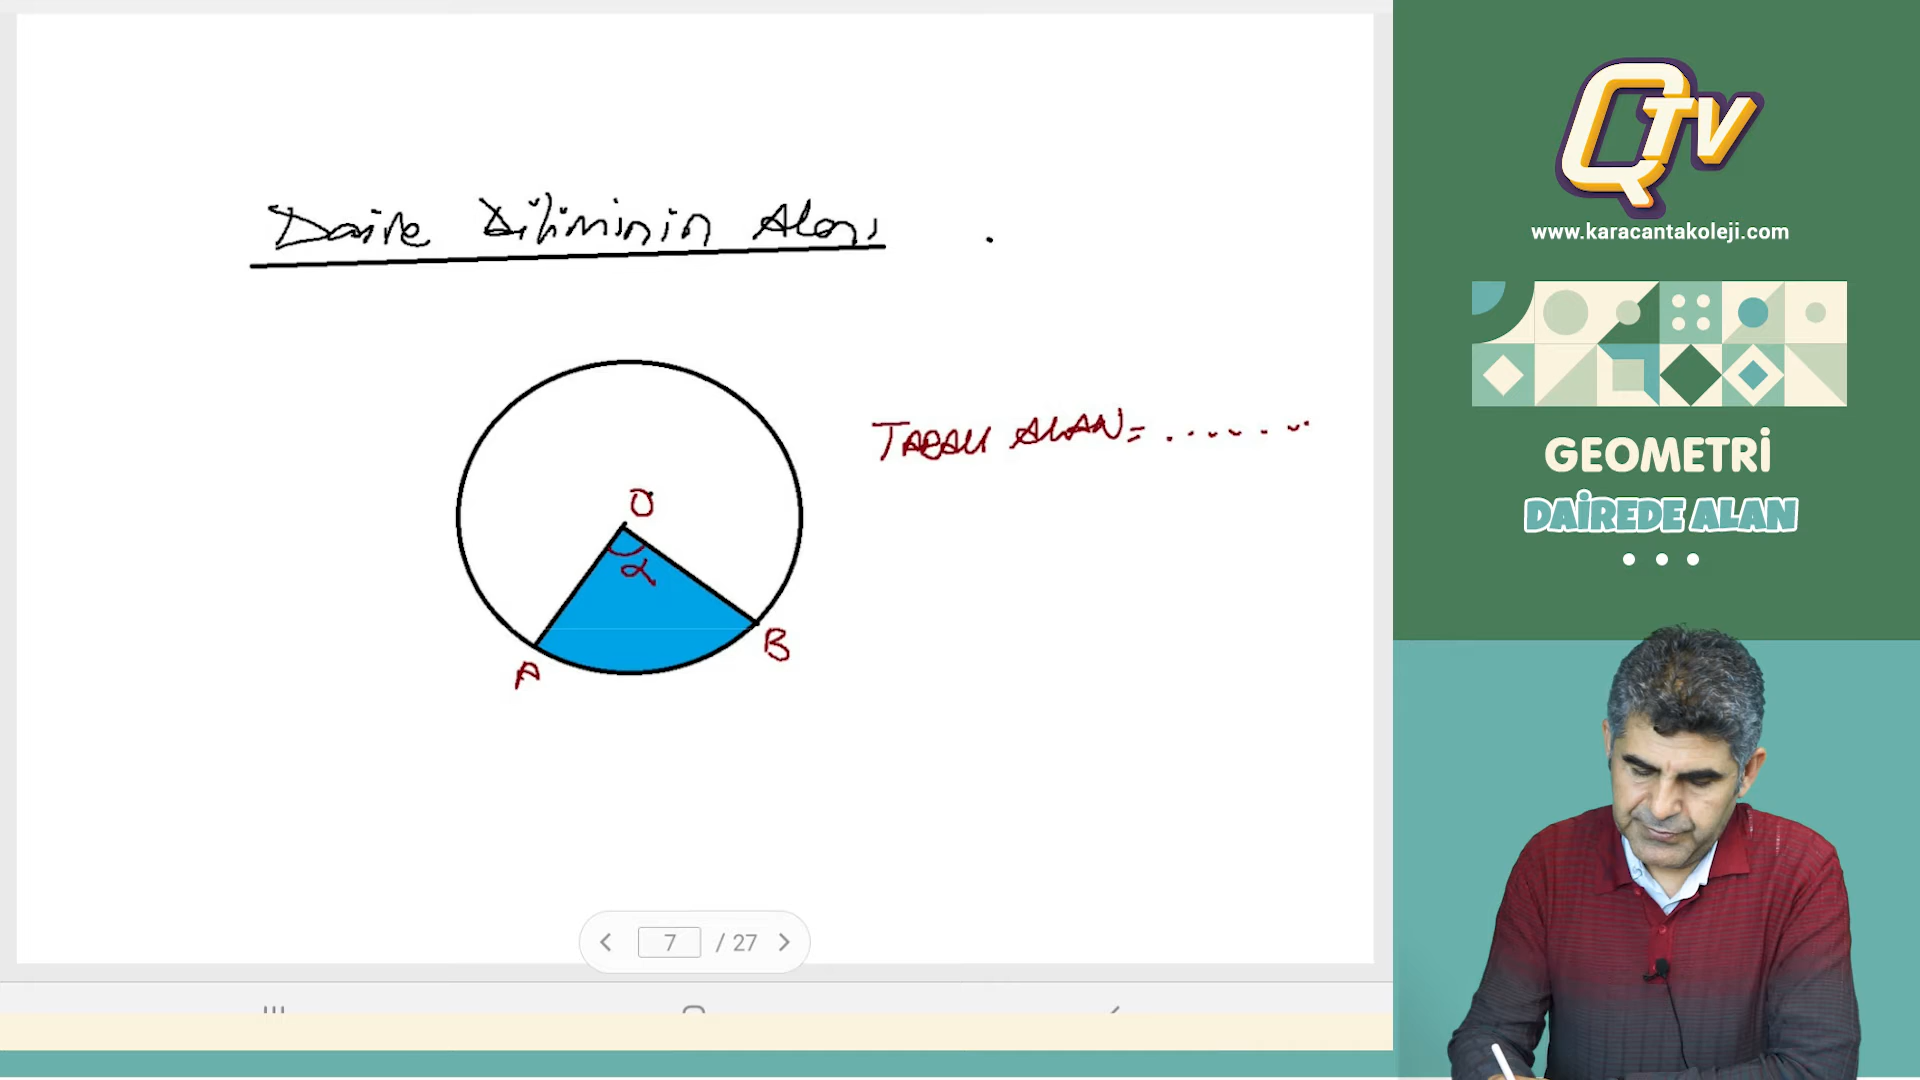 Daire Diliminin Alanı
TARALI ALAN = .......
O
α
A
B
7 / 27
QTV
www.karacantakoleji.com
GEOMETRİ
DAİREDE ALAN